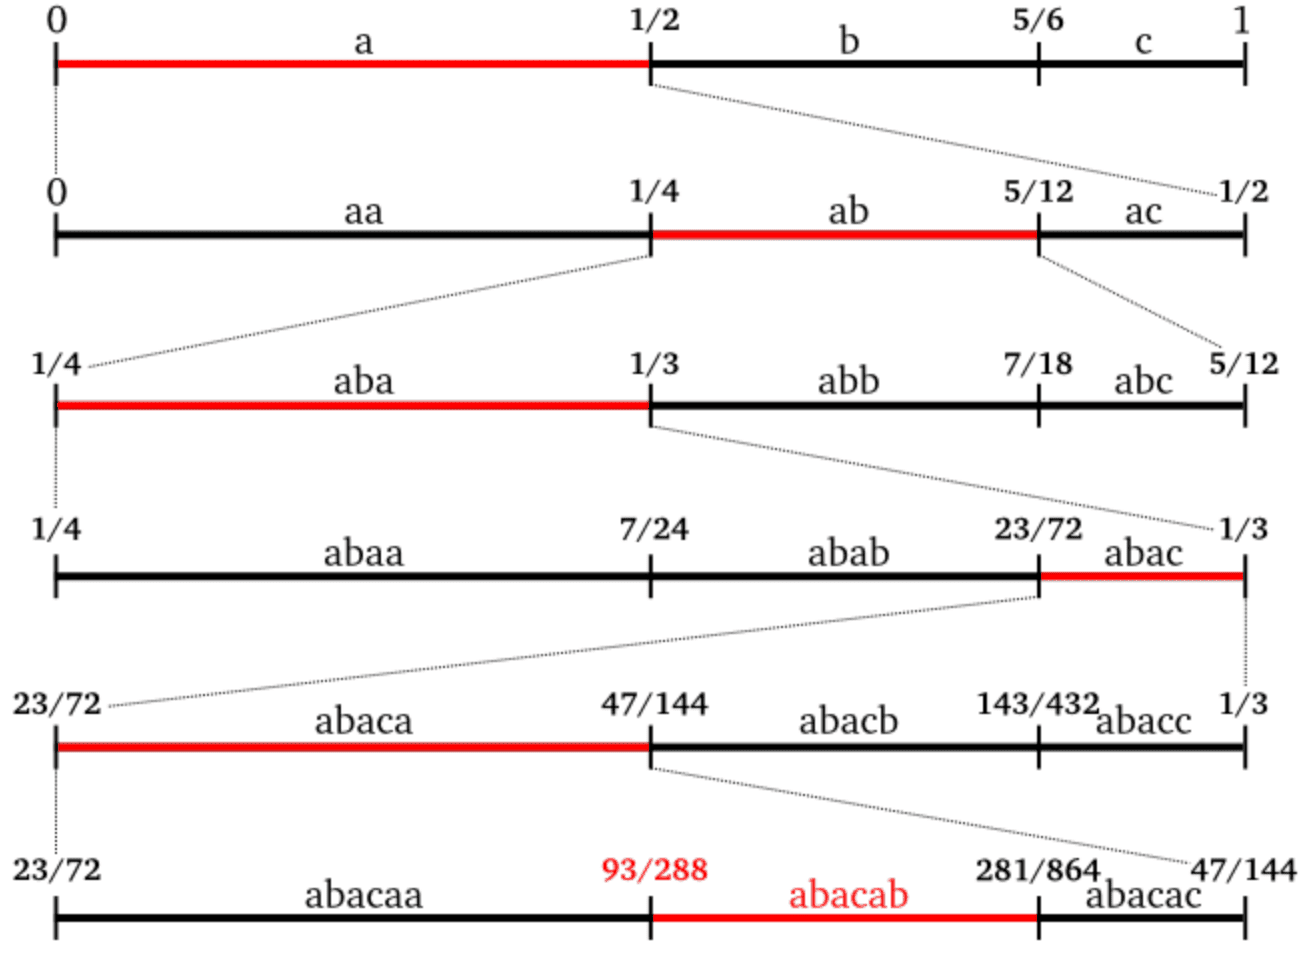 0 1/2 5/6 1
a b c
0 1/4 5/12 1/2
aa ab ac
1/4 1/3 7/18 5/12
aba abb abc
1/4 7/24 23/72 1/3
abaa abab abac
23/72 47/144 143/432 1/3
abaca abacb abacc
23/72 93/288 281/864 47/144
abacaa abacab abacac